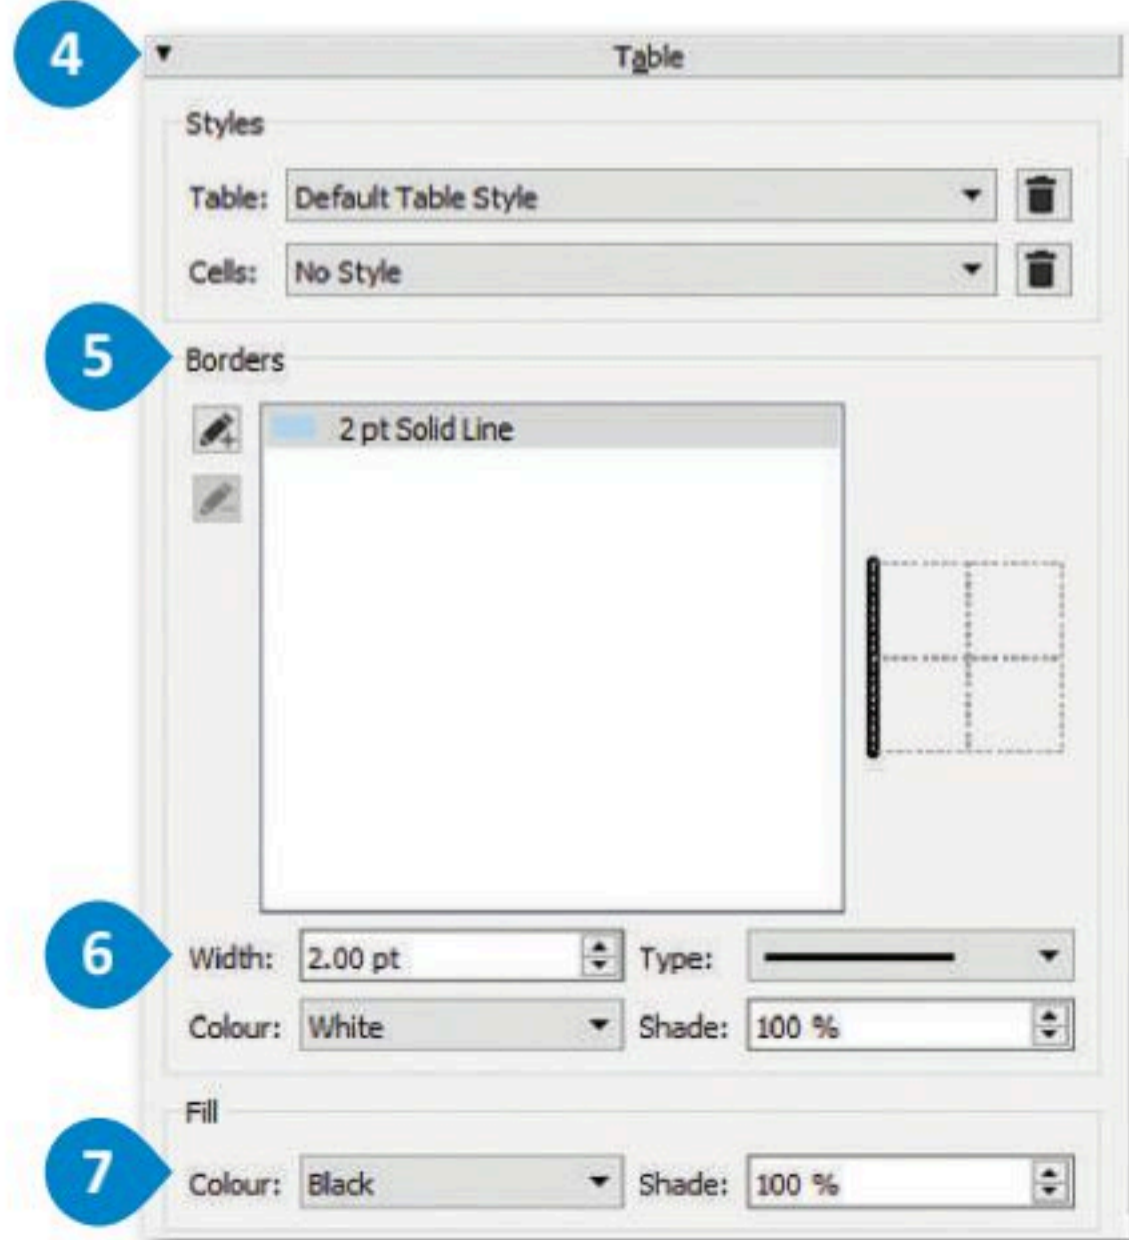 4
Table
Styles
Table: Default Table Style
Cells: No Style
5
Borders
2 pt Solid Line
6
Width: 2.00 pt Type:
Colour: White Shade: 100 %
Fill
7
Colour: Black Shade: 100 %